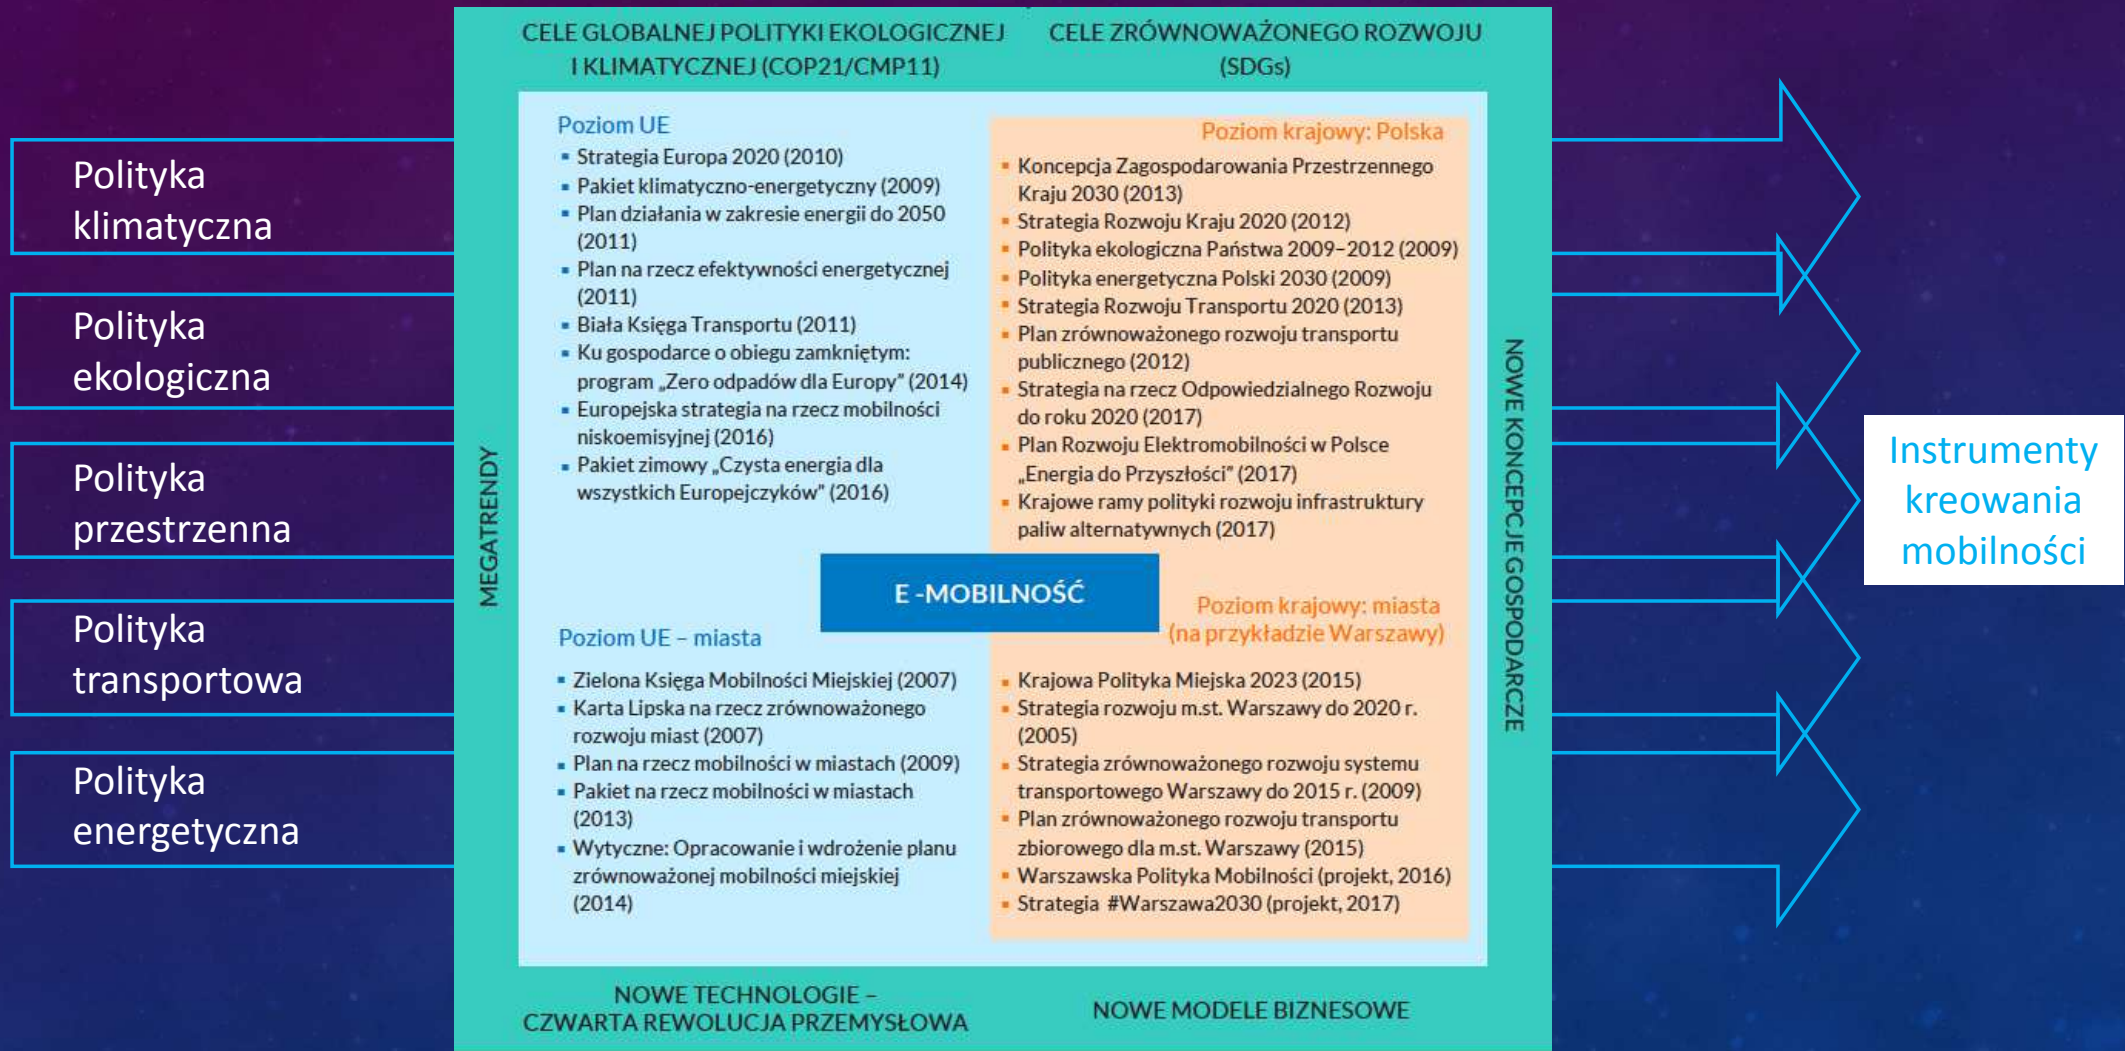 CELE GLOBALNEJ POLITYKI EKOLOGICZNEJ
I KLIMATYCZNEJ (COP21/CMP11)
CELE ZRÓWNOWAŻONEGO ROZWOJU
(SDGs)
Polityka
klimatyczna
Polityka
ekologiczna
Polityka
przestrzenna
Polityka
transportowa
Polityka
energetyczna
MEGATRENDY
Poziom UE
▪ Strategia Europa 2020 (2010)
▪ Pakiet klimatyczno-energetyczny (2009)
▪ Plan działania w zakresie energii do 2050
(2011)
▪ Plan na rzecz efektywności energetycznej
(2011)
▪ Biała Księga Transportu (2011)
▪ Ku gospodarce o obiegu zamkniętym:
program „Zero odpadów dla Europy” (2014)
▪ Europejska strategia na rzecz mobilności
niskoemisyjnej (2016)
▪ Pakiet zimowy „Czysta energia dla
wszystkich Europejczyków” (2016)
Poziom krajowy: Polska
▪ Koncepcja Zagospodarowania Przestrzennego
Kraju 2030 (2013)
▪ Strategia Rozwoju Kraju 2020 (2012)
▪ Polityka ekologiczna Państwa 2009–2012 (2009)
▪ Polityka energetyczna Polski 2030 (2009)
▪ Strategia Rozwoju Transportu 2020 (2013)
▪ Plan zrównoważonego rozwoju transportu
publicznego (2012)
▪ Strategia na rzecz Odpowiedzialnego Rozwoju
do roku 2020 (2017)
▪ Plan Rozwoju Elektromobilności w Polsce
„Energia do Przyszłości” (2017)
▪ Krajowe ramy polityki rozwoju infrastruktury
paliw alternatywnych (2017)
E -MOBILNOŚĆ
Poziom UE – miasta
▪ Zielona Księga Mobilności Miejskiej (2007)
▪ Karta Lipska na rzecz zrównoważonego
rozwoju miast (2007)
▪ Plan na rzecz mobilności w miastach (2009)
▪ Pakiet na rzecz mobilności w miastach
(2013)
▪ Wytyczne: Opracowanie i wdrożenie planu
zrównoważonej mobilności miejskiej
(2014)
Poziom krajowy: miasta
(na przykładzie Warszawy)
▪ Krajowa Polityka Miejska 2023 (2015)
▪ Strategia rozwoju m.st. Warszawy do 2020 r.
(2005)
▪ Strategia zrównoważonego rozwoju systemu
transportowego Warszawy do 2015 r. (2009)
▪ Plan zrównoważonego rozwoju transportu
zbiorowego dla m.st. Warszawy (2015)
▪ Warszawska Polityka Mobilności (projekt, 2016)
▪ Strategia #Warszawa2030 (projekt, 2017)
NOWE KONCEPCJE GOSPODARCZE
Instrumenty
kreowania
mobilności
NOWE TECHNOLOGIE –
CZWARTA REWOLUCJA PRZEMYSŁOWA
NOWE MODELE BIZNESOWE